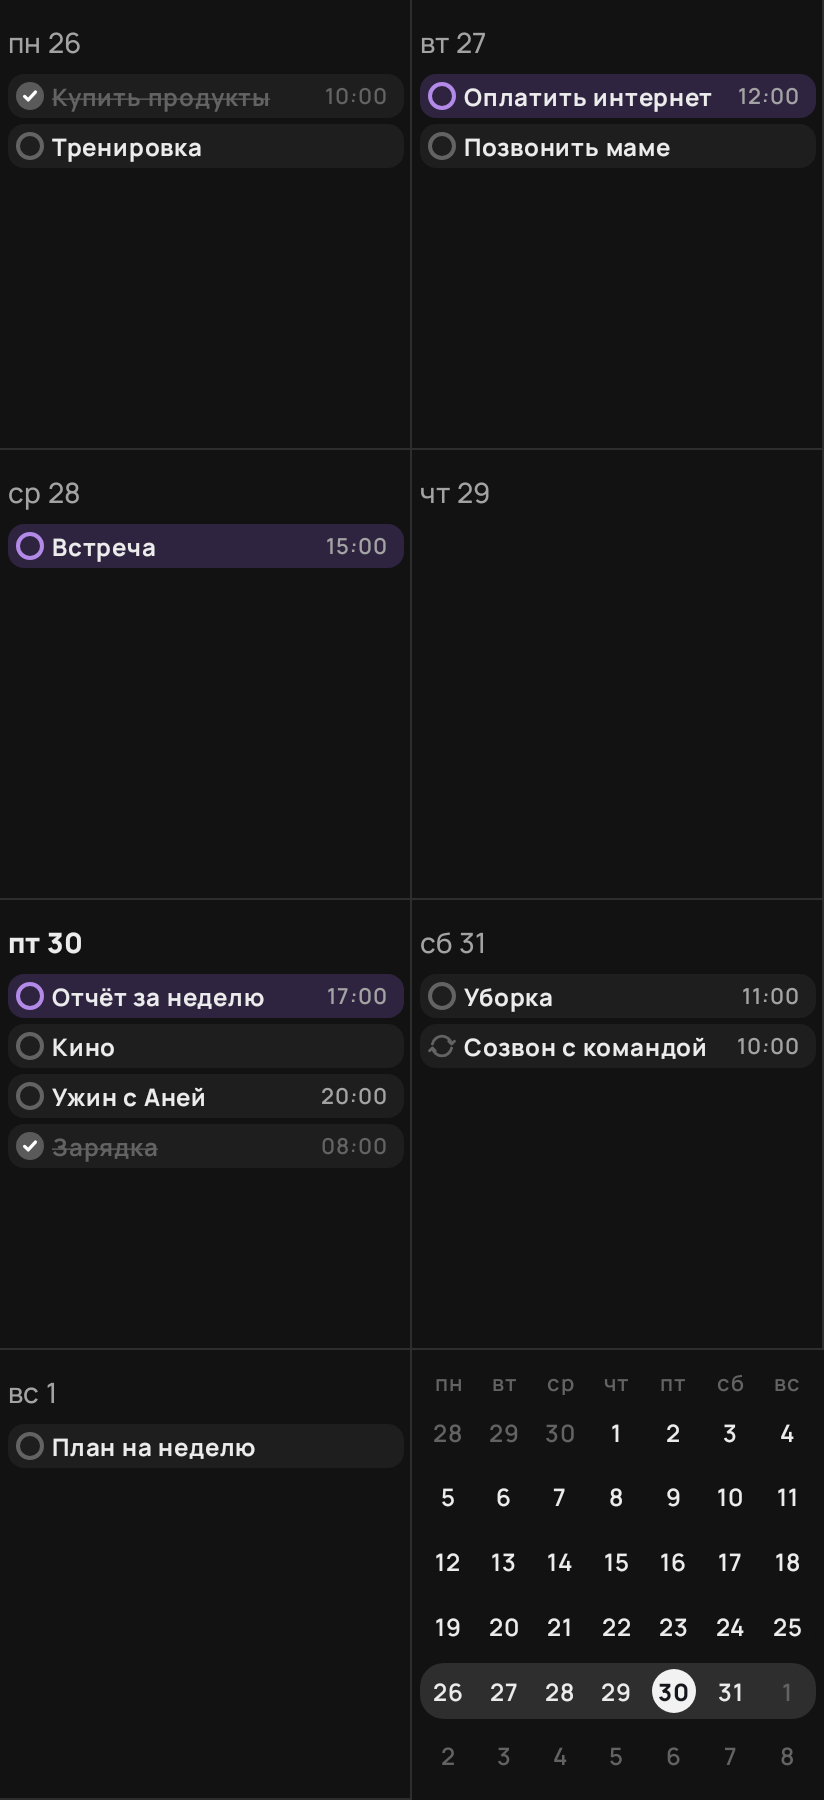 пн 26
Купить продукты 10:00
Тренировка
вт 27
Оплатить интернет 12:00
Позвонить маме
ср 28
Встреча 15:00
чт 29
пт 30
Отчёт за неделю 17:00
Кино
Ужин с Аней 20:00
Зарядка 08:00
сб 31
Уборка 11:00
Созвон с командой 10:00
вс 1
План на неделю
пн вт ср чт пт сб вс
28 29 30 1 2 3 4
5 6 7 8 9 10 11
12 13 14 15 16 17 18
19 20 21 22 23 24 25
26 27 28 29 30 31 1
2 3 4 5 6 7 8